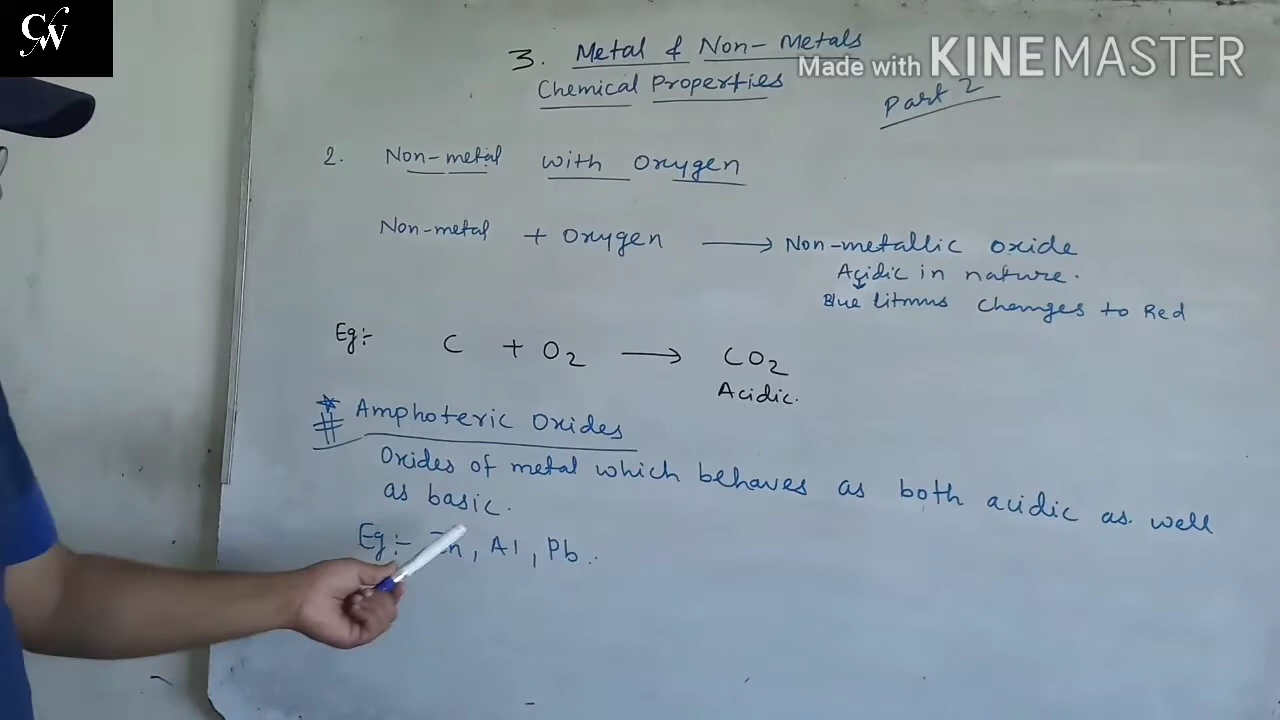 CW
3. Metal & Non-Metals
Made with KINEMASTER
Chemical Properties
Part 2
2. Non-metal with Oxygen
Non-metal + Oxygen → Non-metallic oxide
Acidic in nature.
Blue litmus changes to Red
Eg:- C + O2 → CO2
Acidic.
* # Amphoteric Oxides
Oxides of metal which behaves as both acidic as well
as basic.
Eg:- Zn, Al, Pb.